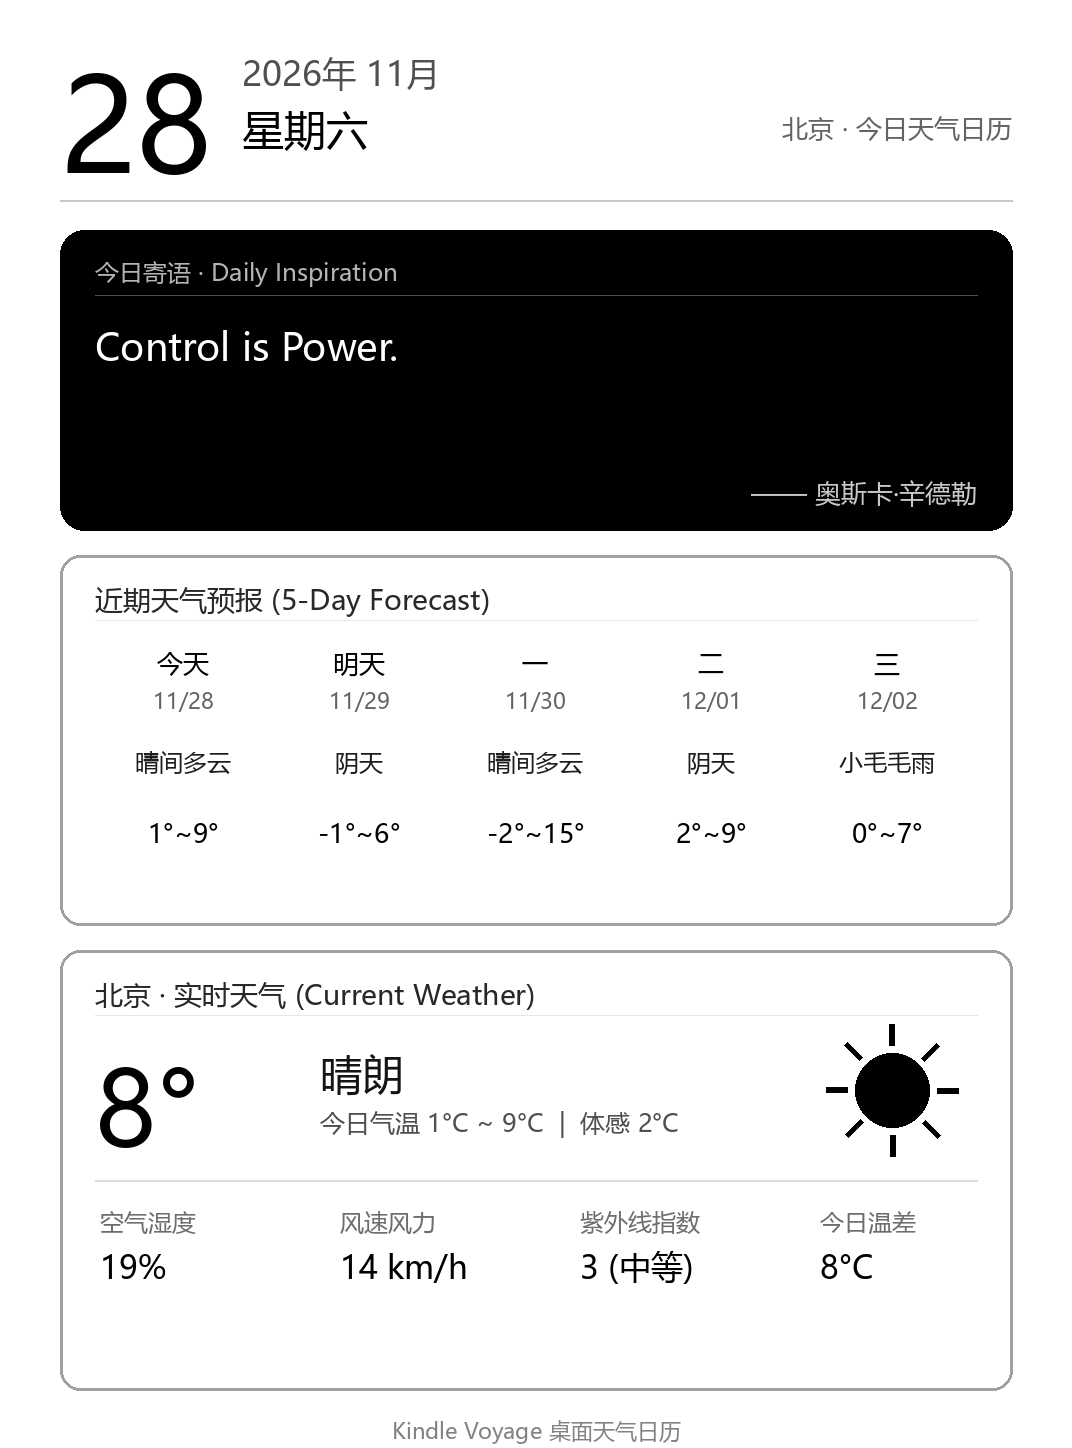 28
2026年 11月
星期六
北京 · 今日天气日历
今日寄语 · Daily Inspiration
Control is Power.
—— 奥斯卡·辛德勒
近期天气预报 (5-Day Forecast)
今天 明天 一 二 三
11/28 11/29 11/30 12/01 12/02
晴间多云 阴天 晴间多云 阴天 小毛毛雨
1°~9° -1°~6° -2°~15° 2°~9° 0°~7°
北京 · 实时天气 (Current Weather)
8°
晴朗
今日气温 1°C ~ 9°C | 体感 2°C
空气湿度 风速风力 紫外线指数 今日温差
19% 14 km/h 3 (中等) 8°C
Kindle Voyage 桌面天气日历